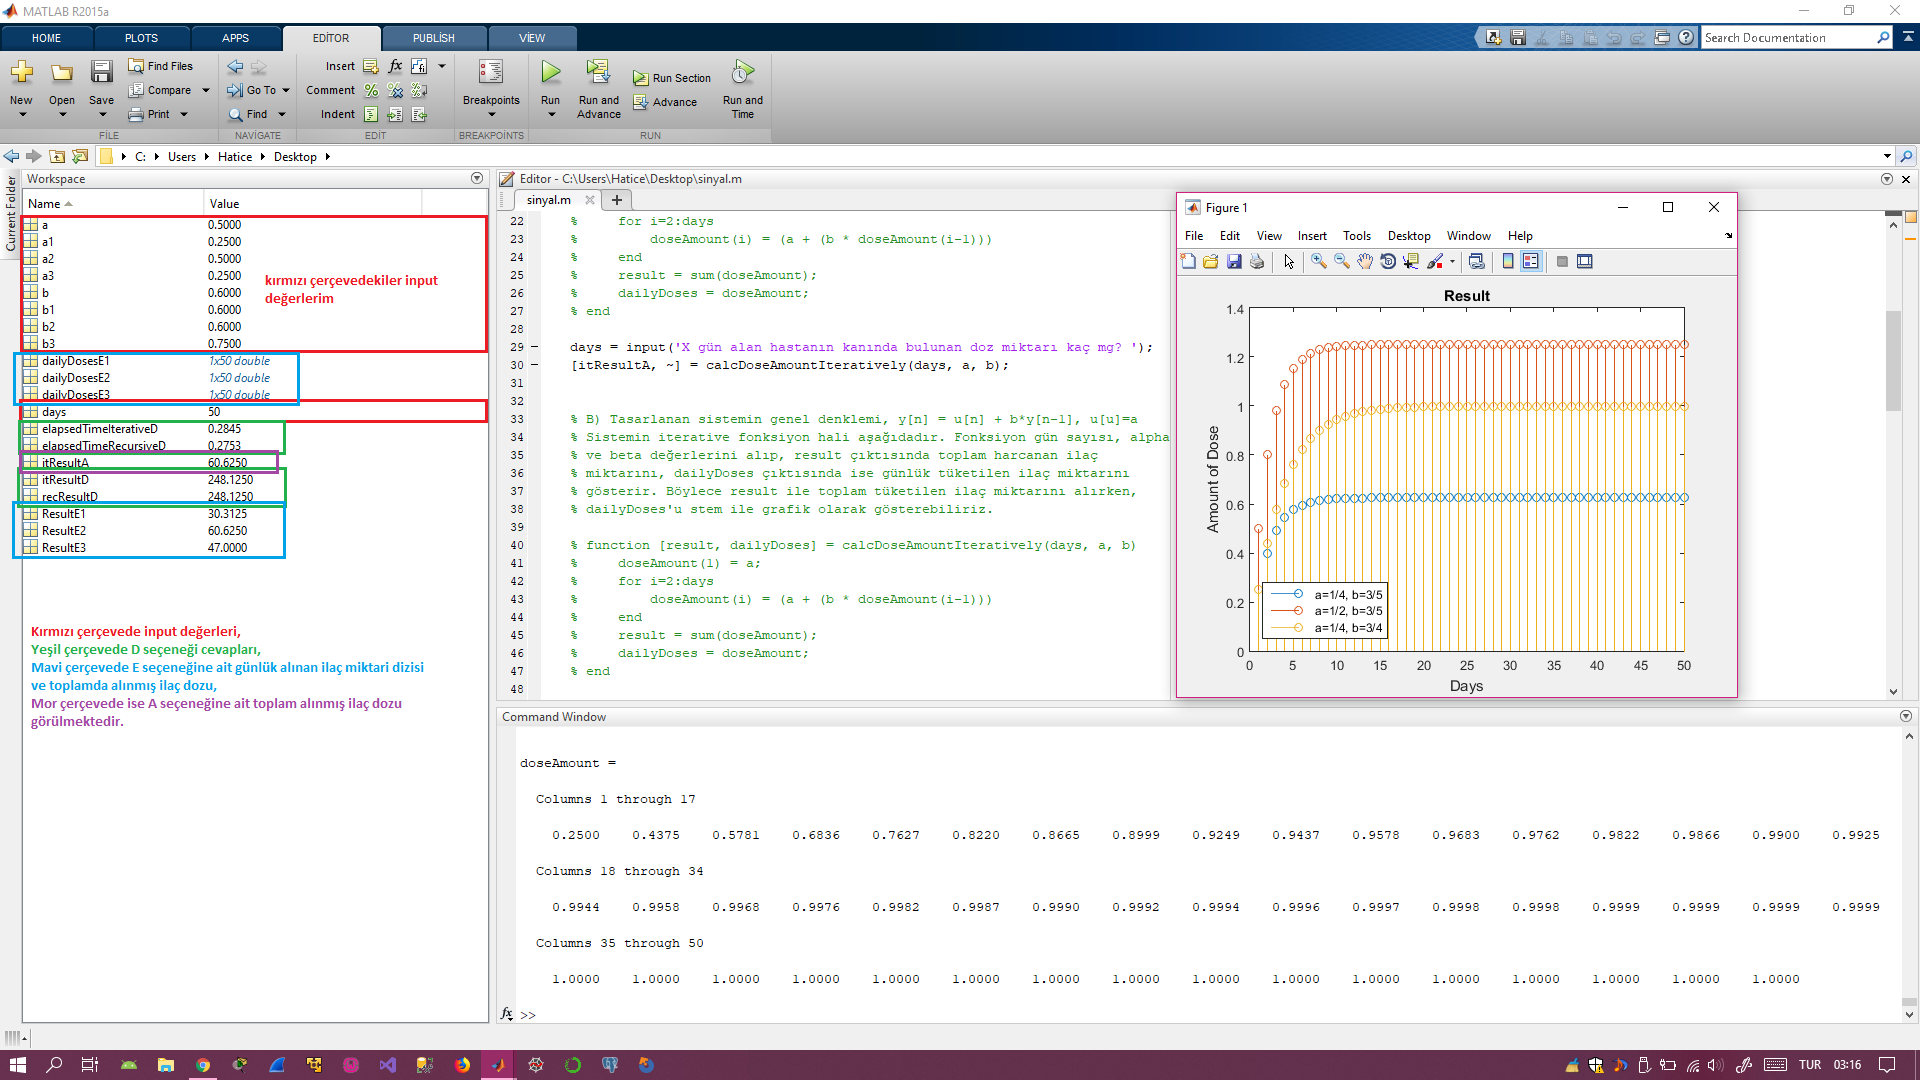 MATLAB R2015a
HOME PLOTS APPS EDİTOR PUBLİSH VİEW
Search Documentation
New Open Save
Find Files
Compare
Print
Go To
Find
Insert
Comment
Indent
Breakpoints
Run
Run and Advance
Run Section
Advance
Run and Time
FİLE NAVİGATE EDİT BREAKPOİNTS RUN
C: Users Hatice Desktop
Current Folder
Workspace
Name Value
a 0.5000
a1 0.2500
a2 0.5000
a3 0.2500
b 0.6000
b1 0.6000
b2 0.6000
b3 0.7500
dailyDosesE1 1x50 double
dailyDosesE2 1x50 double
dailyDosesE3 1x50 double
days 50
elapsedTimeIterativeD 0.2845
elapsedTimeRecursiveD 0.2753
itResultA 60.6250
itResultD 248.1250
recResultD 248.1250
ResultE1 30.3125
ResultE2 60.6250
ResultE3 47.0000
kırmızı çerçevedekiler input
değerlerim
Kırmızı çerçevede input değerleri,
Yeşil çerçevede D seçeneği cevapları,
Mavi çerçevede E seçeneğine ait günlük alınan ilaç miktari dizisi
ve toplamda alınmış ilaç dozu,
Mor çerçevede ise A seçeneğine ait toplam alınmış ilaç dozu
görülmektedir.
Editor - C:\Users\Hatice\Desktop\sinyal.m
sinyal.m
22 % for i=2:days
23 % doseAmount(i) = (a + (b * doseAmount(i-1)))
24 % end
25 % result = sum(doseAmount);
26 % dailyDoses = doseAmount;
27 % end
28
29 days = input('X gün alan hastanın kanında bulunan doz miktarı kaç mg? ');
30 [itResultA, ~] = calcDoseAmountIteratively(days, a, b);
31
32
33 % B) Tasarlanan sistemin genel denklemi, y[n] = u[n] + b*y[n-1], u[u]=a
34 % Sistemin iterative fonksiyon hali aşağıdadır. Fonksiyon gün sayısı, alpha
35 % ve beta değerlerini alıp, result çıktısında toplam harcanan ilaç
36 % miktarını, dailyDoses çıktısında ise günlük tüketilen ilaç miktarını
37 % gösterir. Böylece result ile toplam tüketilen ilaç miktarını alırken,
38 % dailyDoses'u stem ile grafik olarak gösterebiliriz.
39
40 % function [result, dailyDoses] = calcDoseAmountIteratively(days, a, b)
41 % doseAmount(1) = a;
42 % for i=2:days
43 % doseAmount(i) = (a + (b * doseAmount(i-1)))
44 % end
45 % result = sum(doseAmount);
46 % dailyDoses = doseAmount;
47 % end
48
Figure 1
File Edit View Insert Tools Desktop Window Help
Result
Amount of Dose
1.4
1.2
1
0.8
0.6
0.4
0.2
0
a=1/4, b=3/5
a=1/2, b=3/5
a=1/4, b=3/4
0 5 10 15 20 25 30 35 40 45 50
Days
Command Window
doseAmount =
Columns 1 through 17
0.2500 0.4375 0.5781 0.6836 0.7627 0.8220 0.8665 0.8999 0.9249 0.9437 0.9578 0.9683 0.9762 0.9822 0.9866 0.9900 0.9925
Columns 18 through 34
0.9944 0.9958 0.9968 0.9976 0.9982 0.9987 0.9990 0.9992 0.9994 0.9996 0.9997 0.9998 0.9998 0.9999 0.9999 0.9999 0.9999
Columns 35 through 50
1.0000 1.0000 1.0000 1.0000 1.0000 1.0000 1.0000 1.0000 1.0000 1.0000 1.0000 1.0000 1.0000 1.0000 1.0000 1.0000
fx >>
TUR 03:16